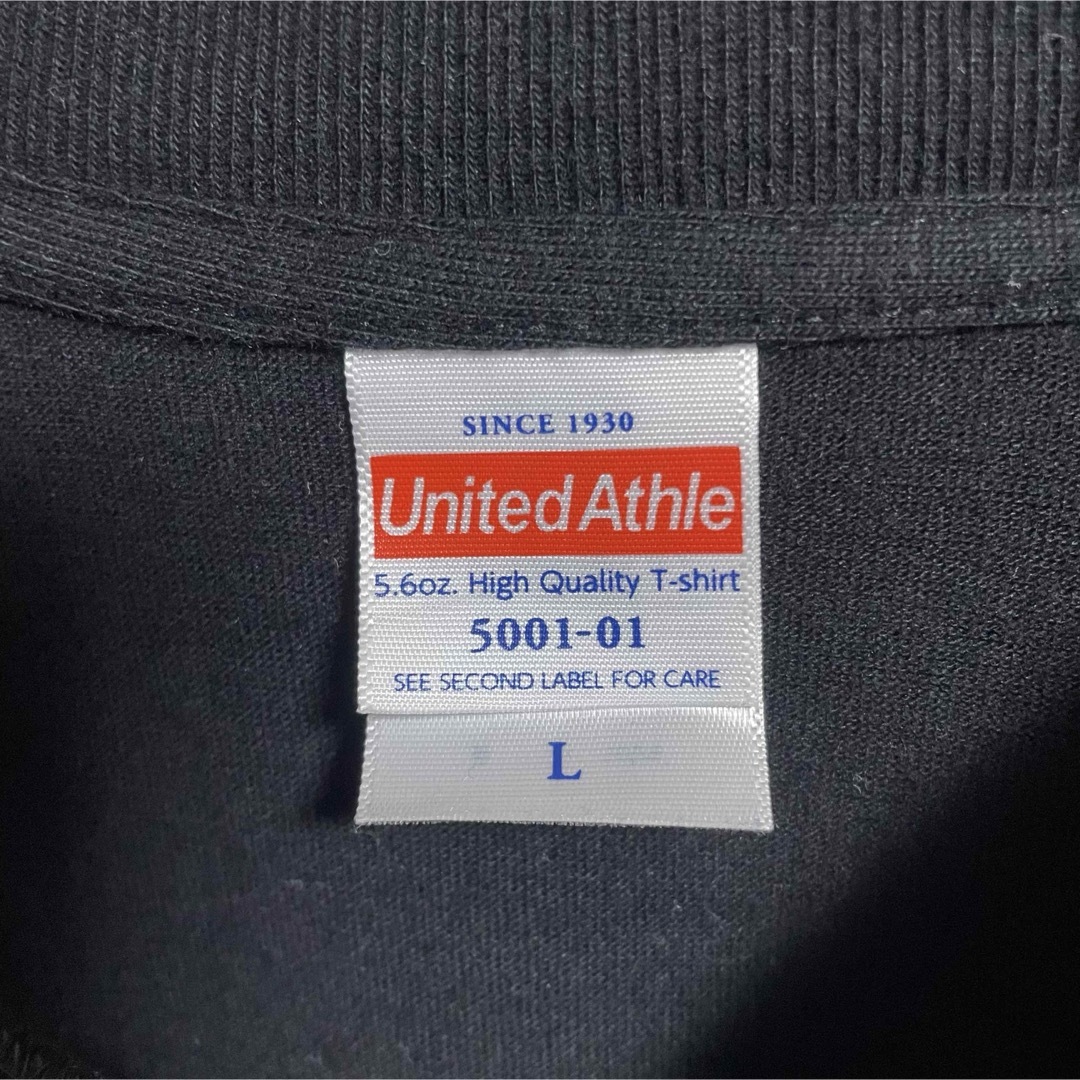 SINCE 1930
United Athle
5.6oz. High Quality T-shirt
5001-01
SEE SECOND LABEL FOR CARE
L